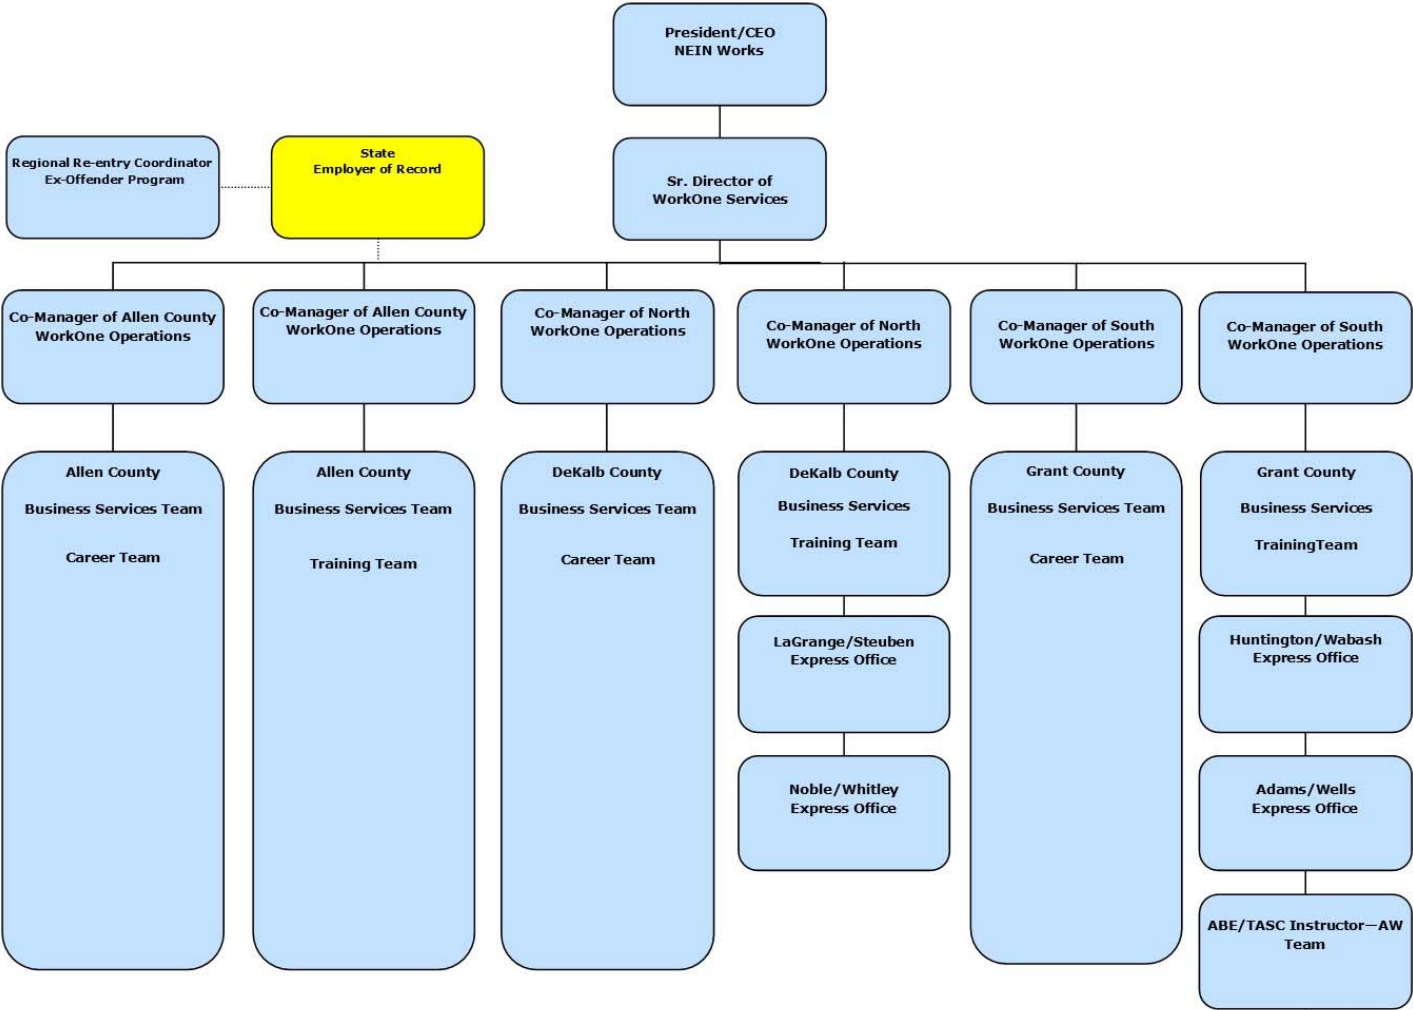 President/CEO
NEIN Works
Regional Re-entry Coordinator
Ex-Offender Program
State
Employer of Record
Sr. Director of
WorkOne Services
Co-Manager of Allen County
WorkOne Operations
Co-Manager of Allen County
WorkOne Operations
Co-Manager of North
WorkOne Operations
Co-Manager of North
WorkOne Operations
Co-Manager of South
WorkOne Operations
Co-Manager of South
WorkOne Operations
Allen County
Business Services Team
Career Team
Allen County
Business Services Team
Training Team
DeKalb County
Business Services Team
Career Team
DeKalb County
Business Services
Training Team
Grant County
Business Services Team
Career Team
Grant County
Business Services
TrainingTeam
LaGrange/Steuben
Express Office
Huntington/Wabash
Express Office
Noble/Whitley
Express Office
Adams/Wells
Express Office
ABE/TASC Instructor—AW
Team